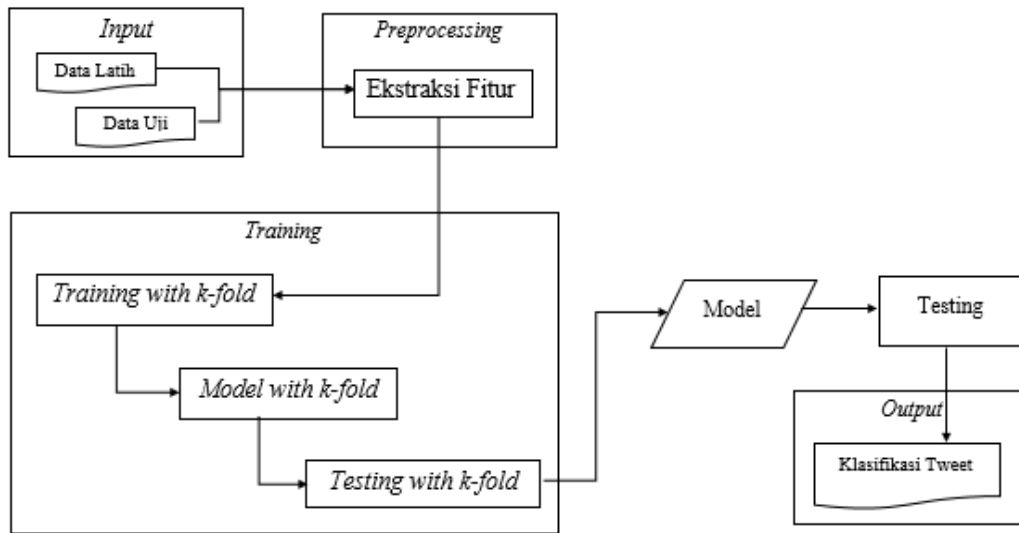 Input
Data Latih
Data Uji
Preprocessing
Ekstraksi Fitur
Training
Training with k-fold
Model with k-fold
Testing with k-fold
Model
Testing
Output
Klasifikasi Tweet